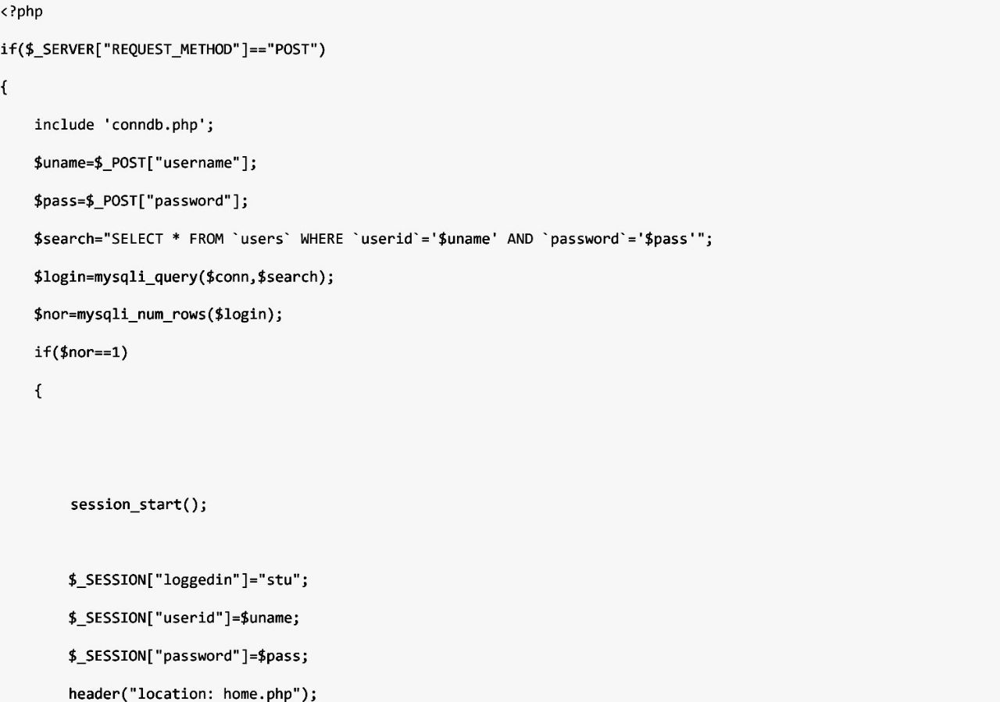 <?php
if($_SERVER["REQUEST_METHOD"]=="POST")
{
include 'conndb.php';
$uname=$_POST["username"];
$pass=$_POST["password"];
$search="SELECT * FROM `users` WHERE `userid`='$uname' AND `password`='$pass'";
$login=mysqli_query($conn,$search);
$nor=mysqli_num_rows($login);
if($nor==1)
{
session_start();
$_SESSION["loggedin"]="stu";
$_SESSION["userid"]=$uname;
$_SESSION["password"]=$pass;
header("location: home.php");